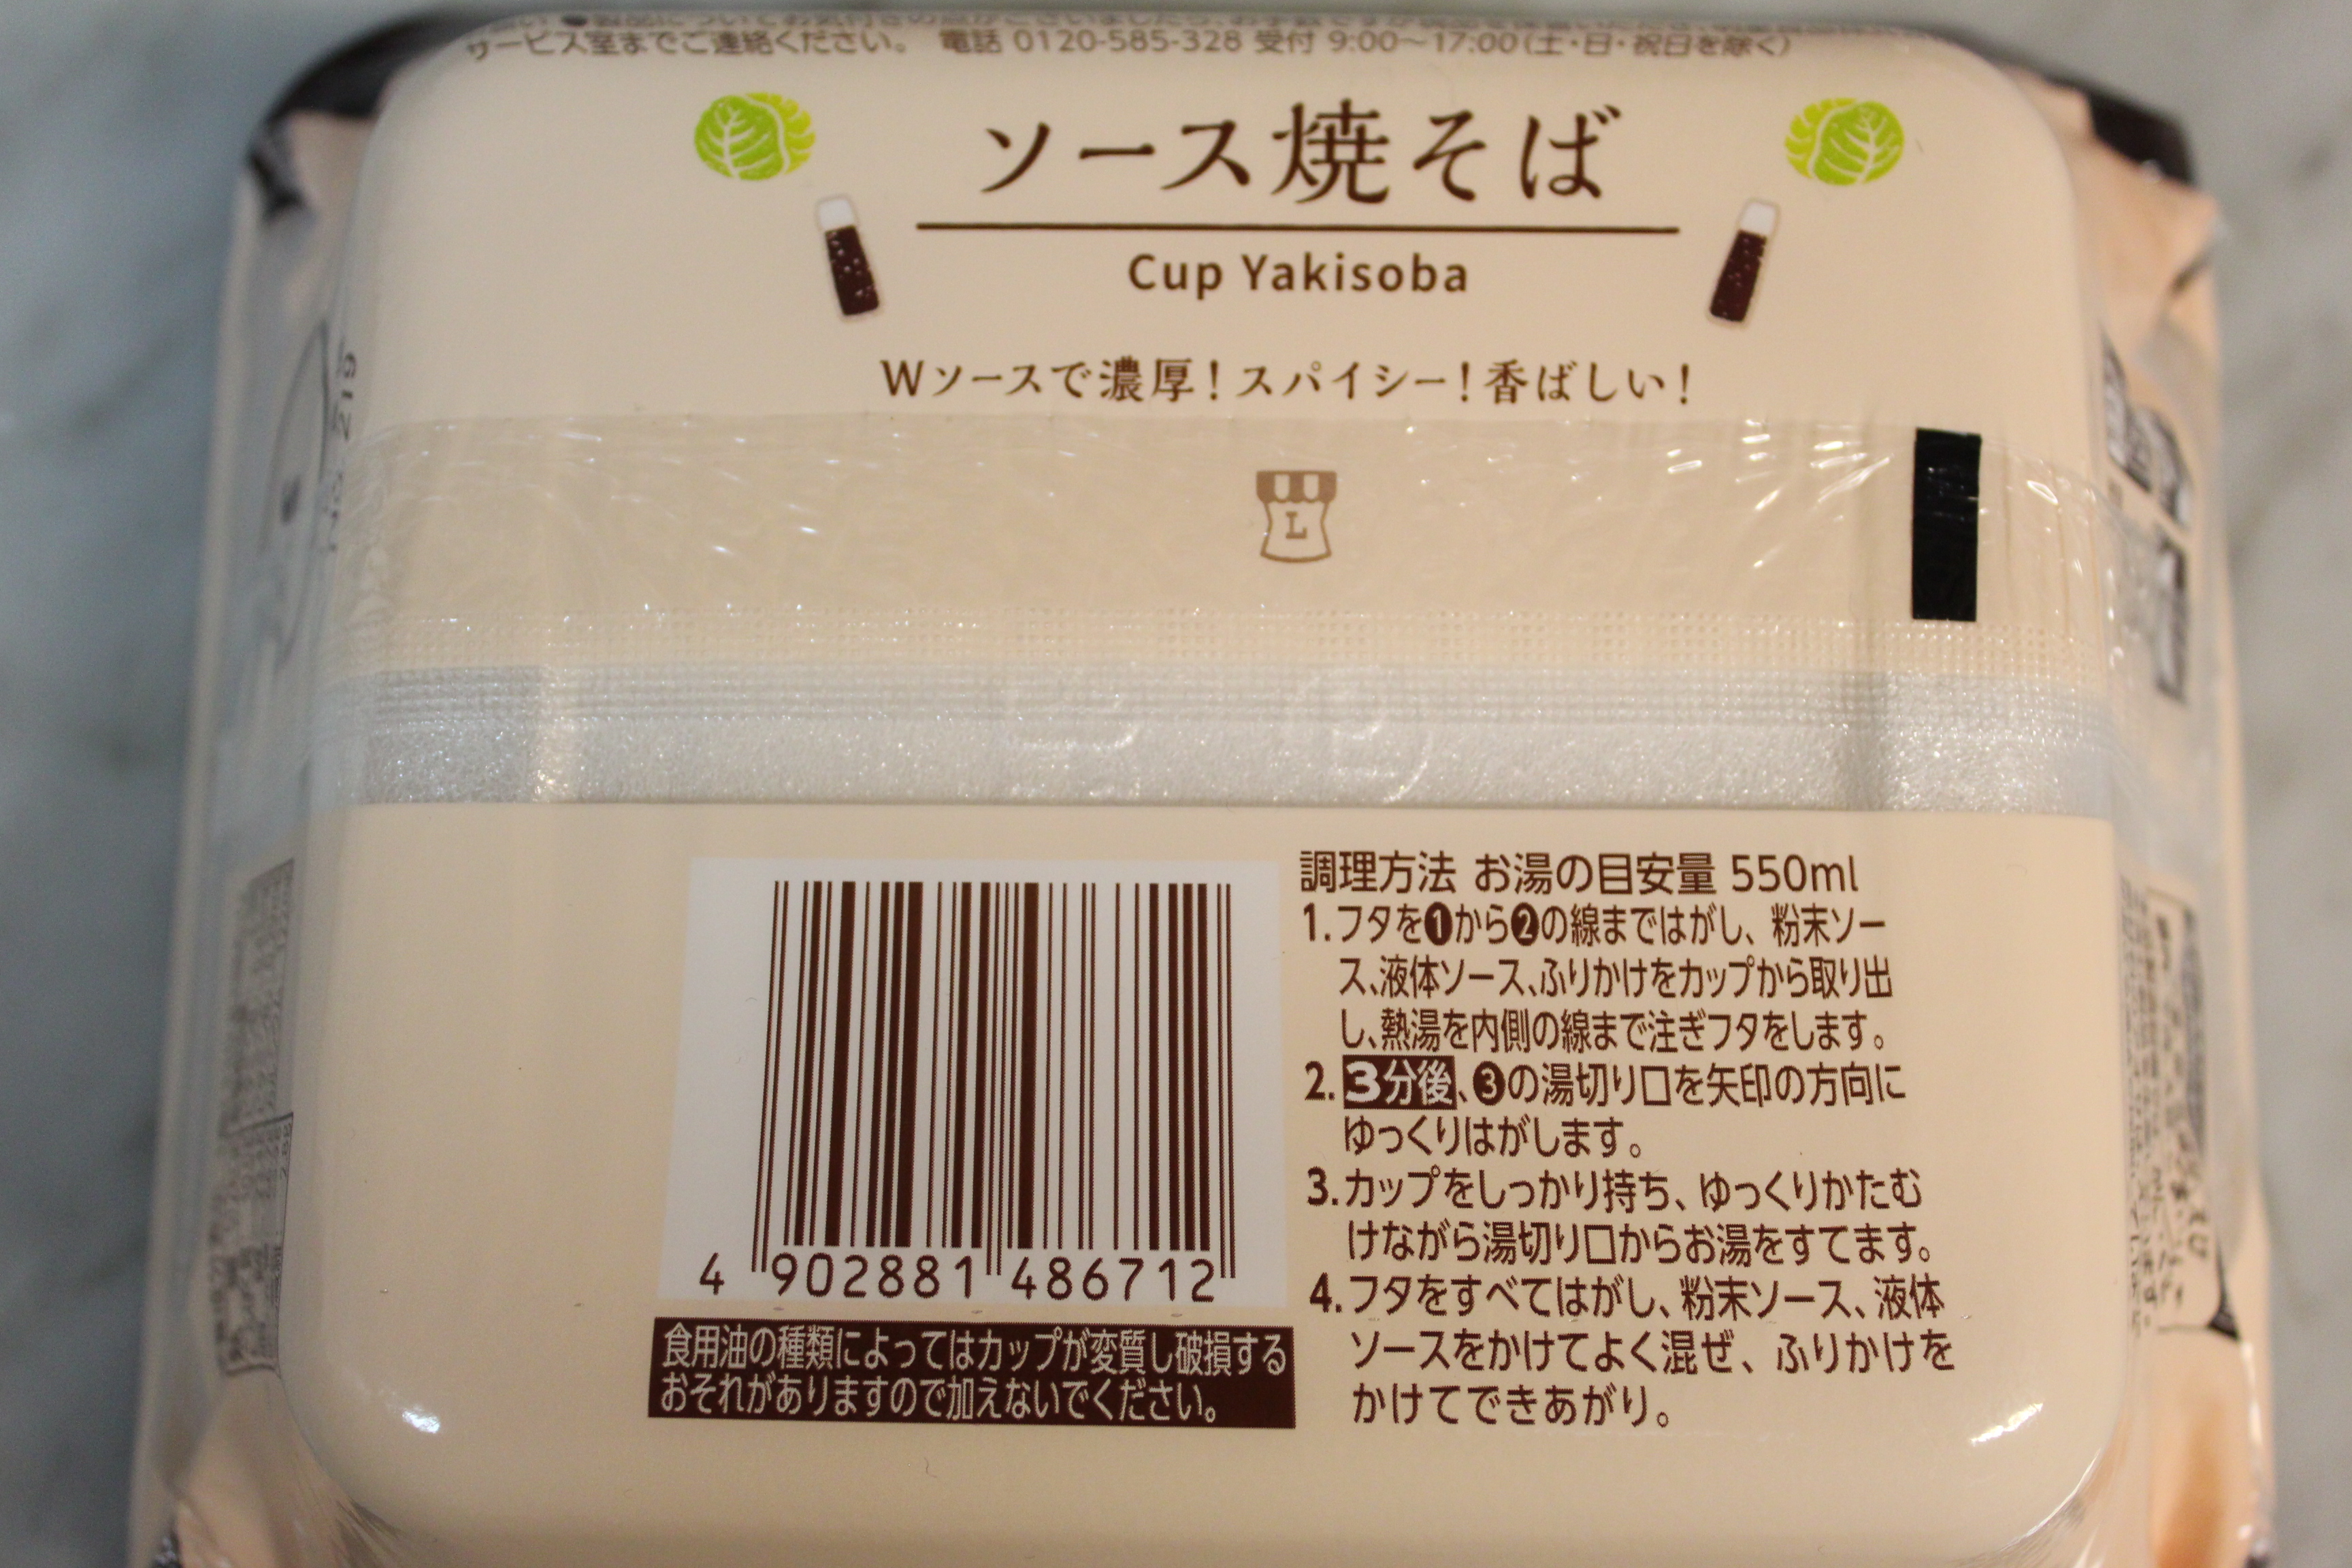 サービス室までご連絡ください。 電話 0120-585-328 受付 9:00～17:00(土・日・祝日を除く)
ソース焼そば
Cup Yakisoba
Wソースで濃厚!スパイシー!香ばしい!
L
調理方法 お湯の目安量 550ml
1.フタを❶から❷の線まではがし、粉末ソー
ス、液体ソース、ふりかけをカップから取り出
し、熱湯を内側の線まで注ぎフタをします。
2.3分後、❸の湯切り口を矢印の方向に
ゆっくりはがします。
3.カップをしっかり持ち、ゆっくりかたむ
けながら湯切り口からお湯をすてます。
4.フタをすべてはがし、粉末ソース、液体
ソースをかけてよく混ぜ、ふりかけを
かけてできあがり。
4 902881 486712
食用油の種類によってはカップが変質し破損する
おそれがありますので加えないでください。